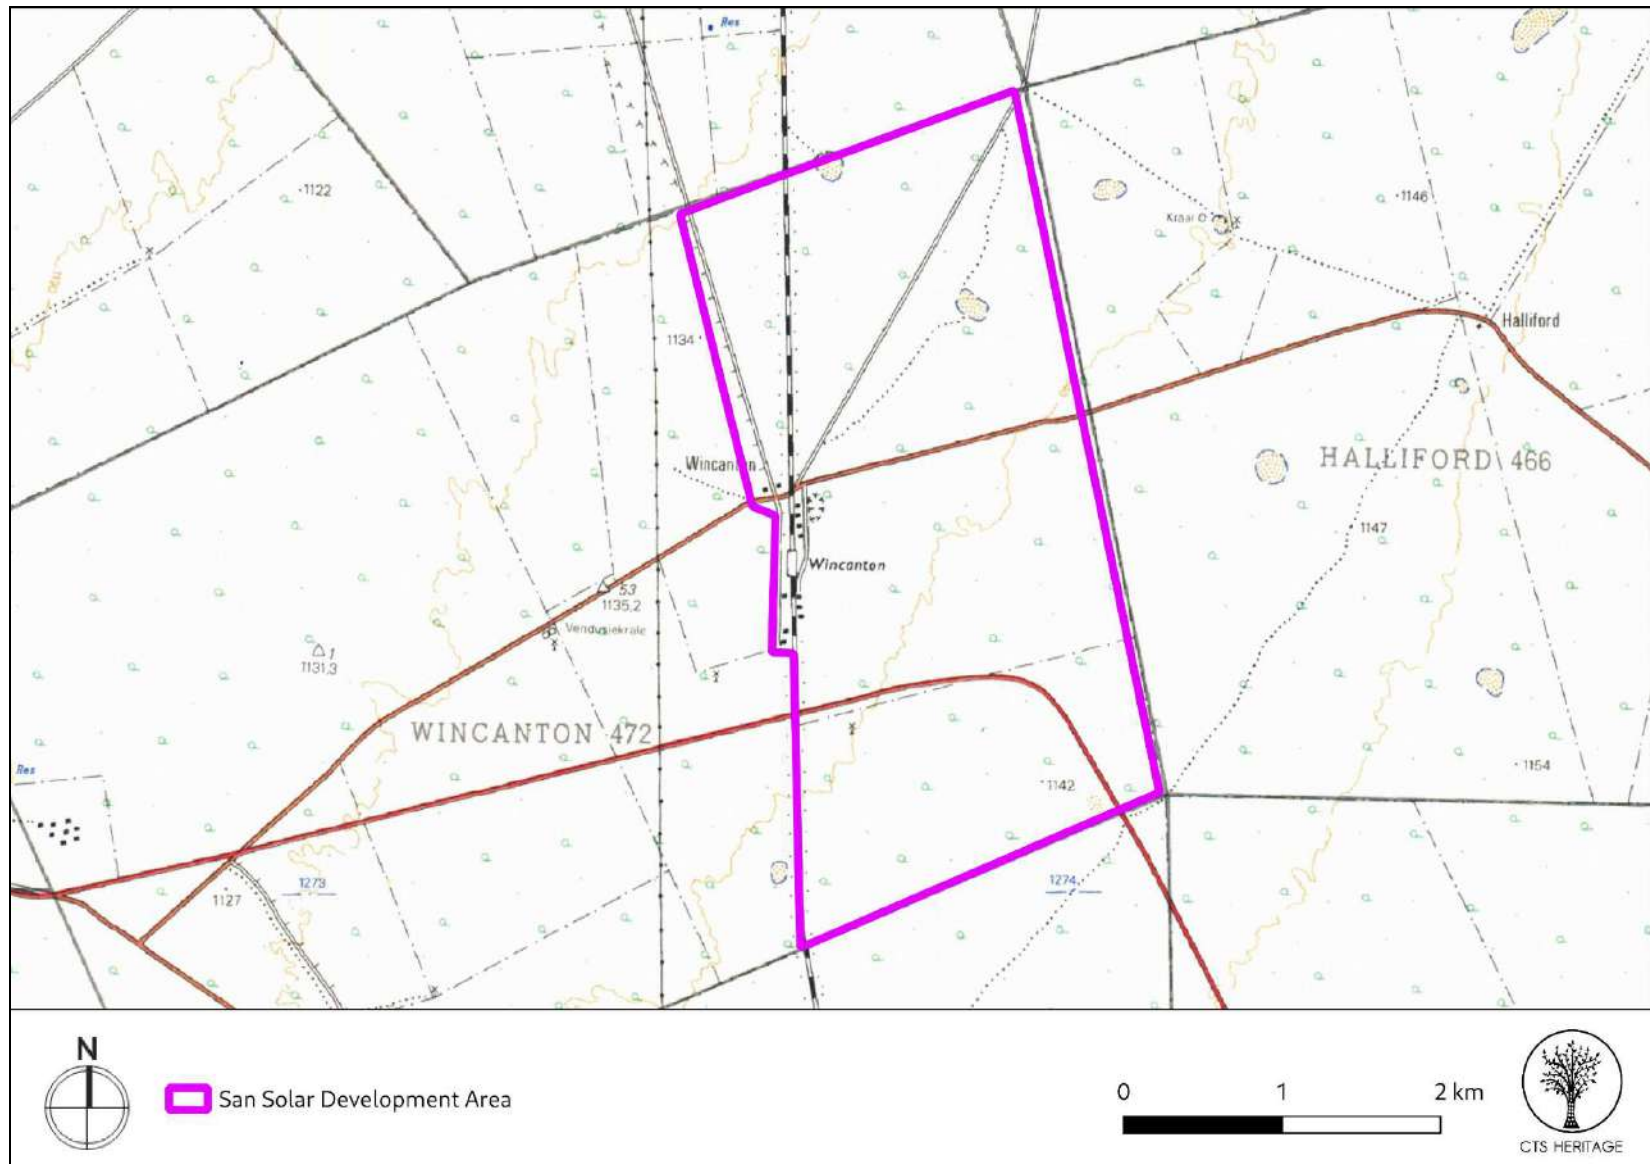 Res
1122
1146
Kraal
Halliford
1134
HALLIFORD 466
Wincanton
1147
Wincanton
53
1135,2
Vendusiekrale
1
1131,3
WINCANTON 472
Res
1154
1142
1273
1274
1127
N
San Solar Development Area
0 1 2 km
CTS HERITAGE